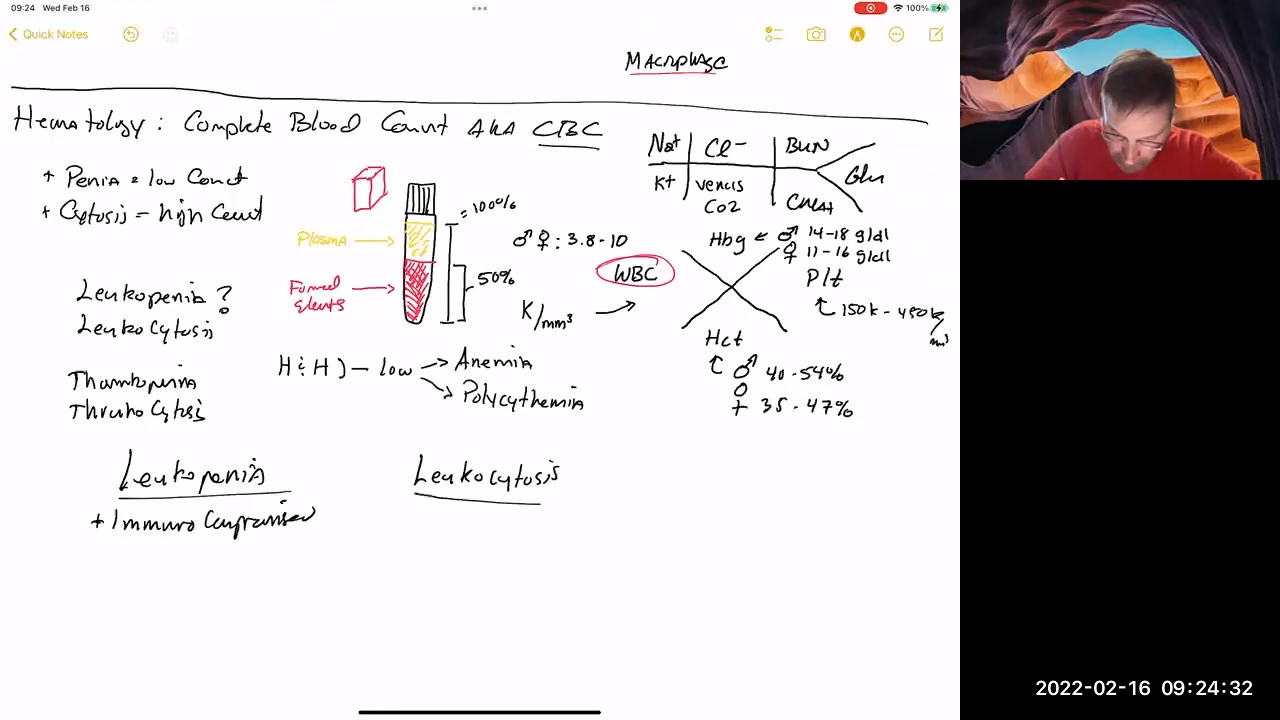 09:24 Wed Feb 16
100%
Quick Notes
Macrophage
Hematology: Complete Blood Count AKA CBC
+ Penia = low Count
+ Cytosis = high Count
Na+ Cl- BUN
K+ venous CO2 Creat
Glu
= 100%
Plasma
50%
Formed elements
♂ ♀ : 3.8-10
WBC
K/mm³
Hbg ♂ 14-18 g/dl
♀ 11-16 g/dl
Plt
150k - 450k/mm³
Hct
♂ 40-54%
♀ 35-47%
Leukopenia ?
Leukocytosis
H & H ) - low Anemia
Polycythemia
Leukopenia
+ Immuno Compromised
Leukocytosis
2022-02-16 09:24:32